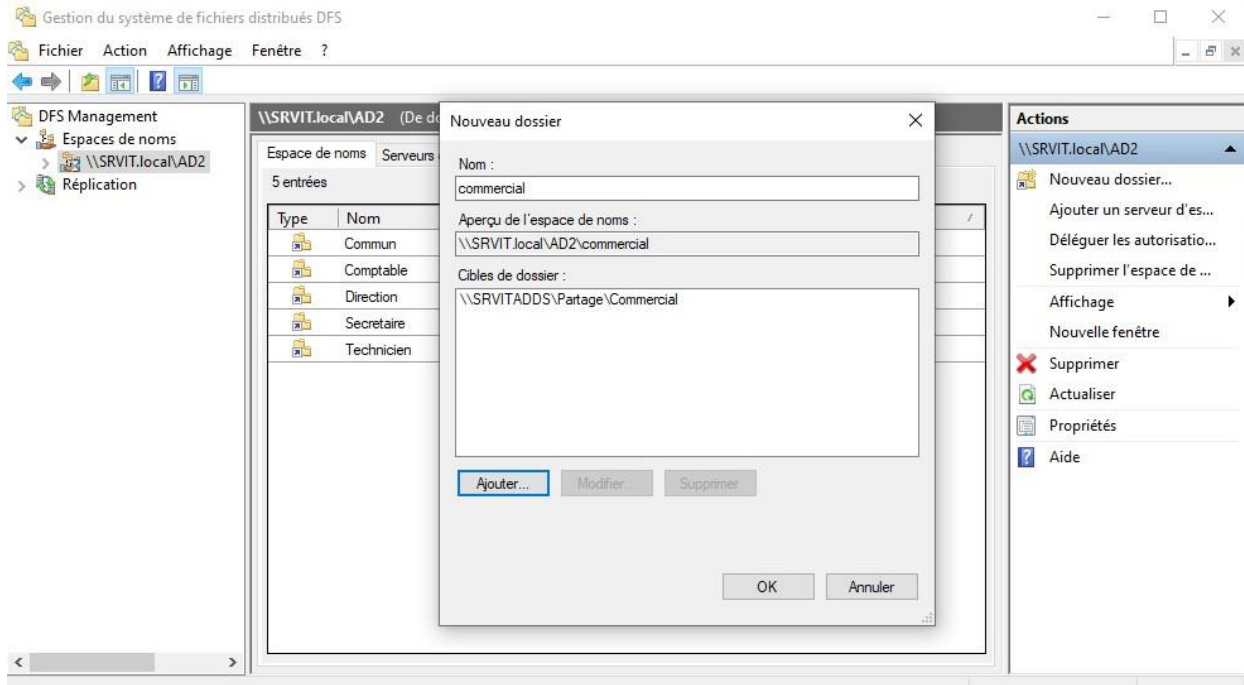 Gestion du système de fichiers distribués DFS
Fichier Action Affichage Fenêtre ?
DFS Management
Espaces de noms
\\SRVIT.local\AD2
Réplication
\\SRVIT.local\AD2 (De do
Espace de noms Serveurs
5 entrées
Type Nom
Commun
Comptable
Direction
Secretaire
Technicien
Nouveau dossier
Nom :
commercial
Aperçu de l'espace de noms :
\\SRVIT.local\AD2\commercial
Cibles de dossier :
\\SRVITADDS\Partage\Commercial
Ajouter... Modifier... Supprimer
OK Annuler
Actions
\\SRVIT.local\AD2
Nouveau dossier...
Ajouter un serveur d'es...
Déléguer les autorisatio...
Supprimer l'espace de ...
Affichage
Nouvelle fenêtre
Supprimer
Actualiser
Propriétés
Aide